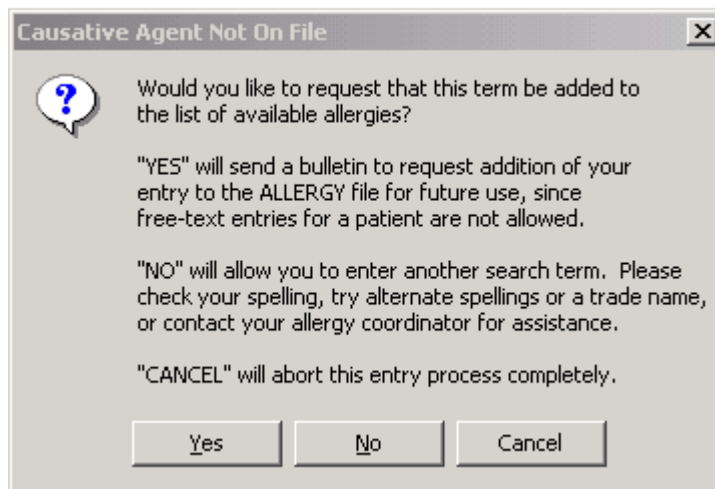 Causative Agent Not On File
Would you like to request that this term be added to
the list of available allergies?
"YES" will send a bulletin to request addition of your
entry to the ALLERGY file for future use, since
free-text entries for a patient are not allowed.
"NO" will allow you to enter another search term.  Please
check your spelling, try alternate spellings or a trade name,
or contact your allergy coordinator for assistance.
"CANCEL" will abort this entry process completely.
Yes No Cancel